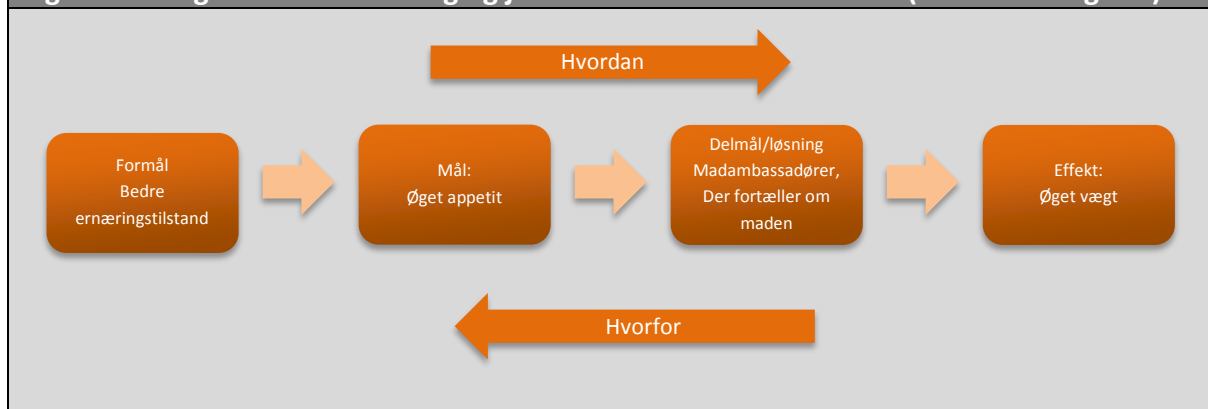 Hvordan
Formål
Bedre
ernæringstilstand
Mål:
Øget appetit
Delmål/løsning
Madambassadører,
Der fortæller om
maden
Effekt:
Øget vægt
Hvorfor